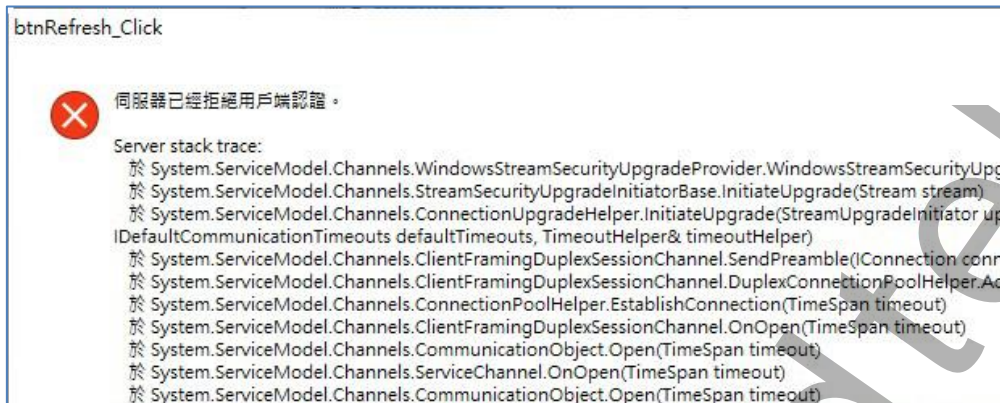 btnRefresh_Click
伺服器已經拒絕用戶端認證。
Server stack trace:
於 System.ServiceModel.Channels.WindowsStreamSecurityUpgradeProvider.WindowsStreamSecurityUpg
於 System.ServiceModel.Channels.StreamSecurityUpgradeInitiatorBase.InitiateUpgrade(Stream stream)
於 System.ServiceModel.Channels.ConnectionUpgradeHelper.InitiateUpgrade(StreamUpgradeInitiator up
IDefaultCommunicationTimeouts defaultTimeouts, TimeoutHelper& timeoutHelper)
於 System.ServiceModel.Channels.ClientFramingDuplexSessionChannel.SendPreamble(IConnection conn
於 System.ServiceModel.Channels.ClientFramingDuplexSessionChannel.DuplexConnectionPoolHelper.Ac
於 System.ServiceModel.Channels.ConnectionPoolHelper.EstablishConnection(TimeSpan timeout)
於 System.ServiceModel.Channels.ClientFramingDuplexSessionChannel.OnOpen(TimeSpan timeout)
於 System.ServiceModel.Channels.CommunicationObject.Open(TimeSpan timeout)
於 System.ServiceModel.Channels.ServiceChannel.OnOpen(TimeSpan timeout)
於 System.ServiceModel.Channels.CommunicationObject.Open(TimeSpan timeout)